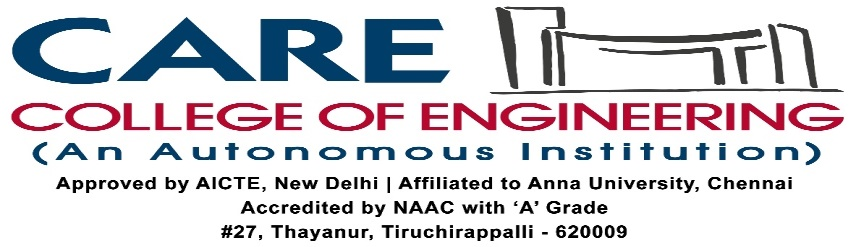 CARE
COLLEGE OF ENGINEERING
(An Autonomous Institution)
Approved by AICTE, New Delhi | Affiliated to Anna University, Chennai
Accredited by NAAC with ‘A’ Grade
#27, Thayanur, Tiruchirappalli - 620009